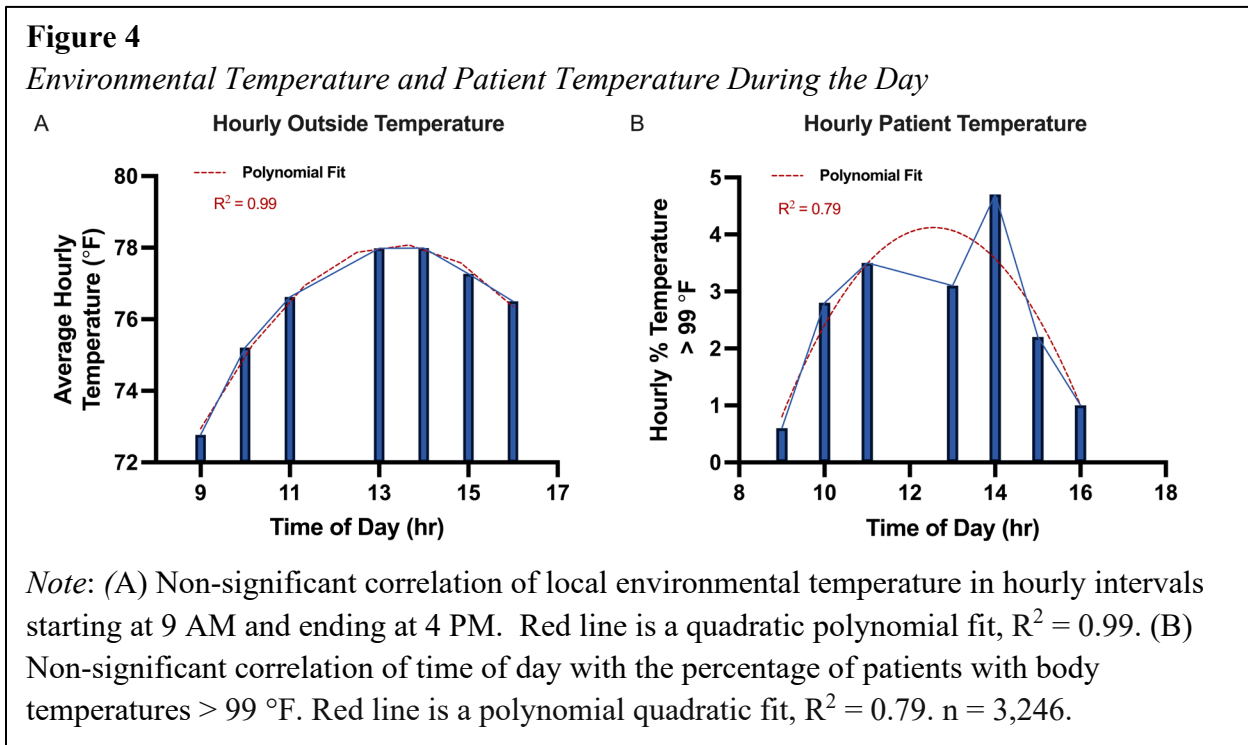 Figure 4
Environmental Temperature and Patient Temperature During the Day
A
Hourly Outside Temperature
Polynomial Fit
R² = 0.99
Average Hourly
Temperature (°F)
80
78
76
74
72
9
11
13
15
17
Time of Day (hr)
B
Hourly Patient Temperature
Polynomial Fit
R² = 0.79
Hourly % Temperature
> 99 °F
5
4
3
2
1
0
8
10
12
14
16
18
Time of Day (hr)
Note: (A) Non-significant correlation of local environmental temperature in hourly intervals
starting at 9 AM and ending at 4 PM. Red line is a quadratic polynomial fit, R² = 0.99. (B)
Non-significant correlation of time of day with the percentage of patients with body
temperatures > 99 °F. Red line is a polynomial quadratic fit, R² = 0.79. n = 3,246.